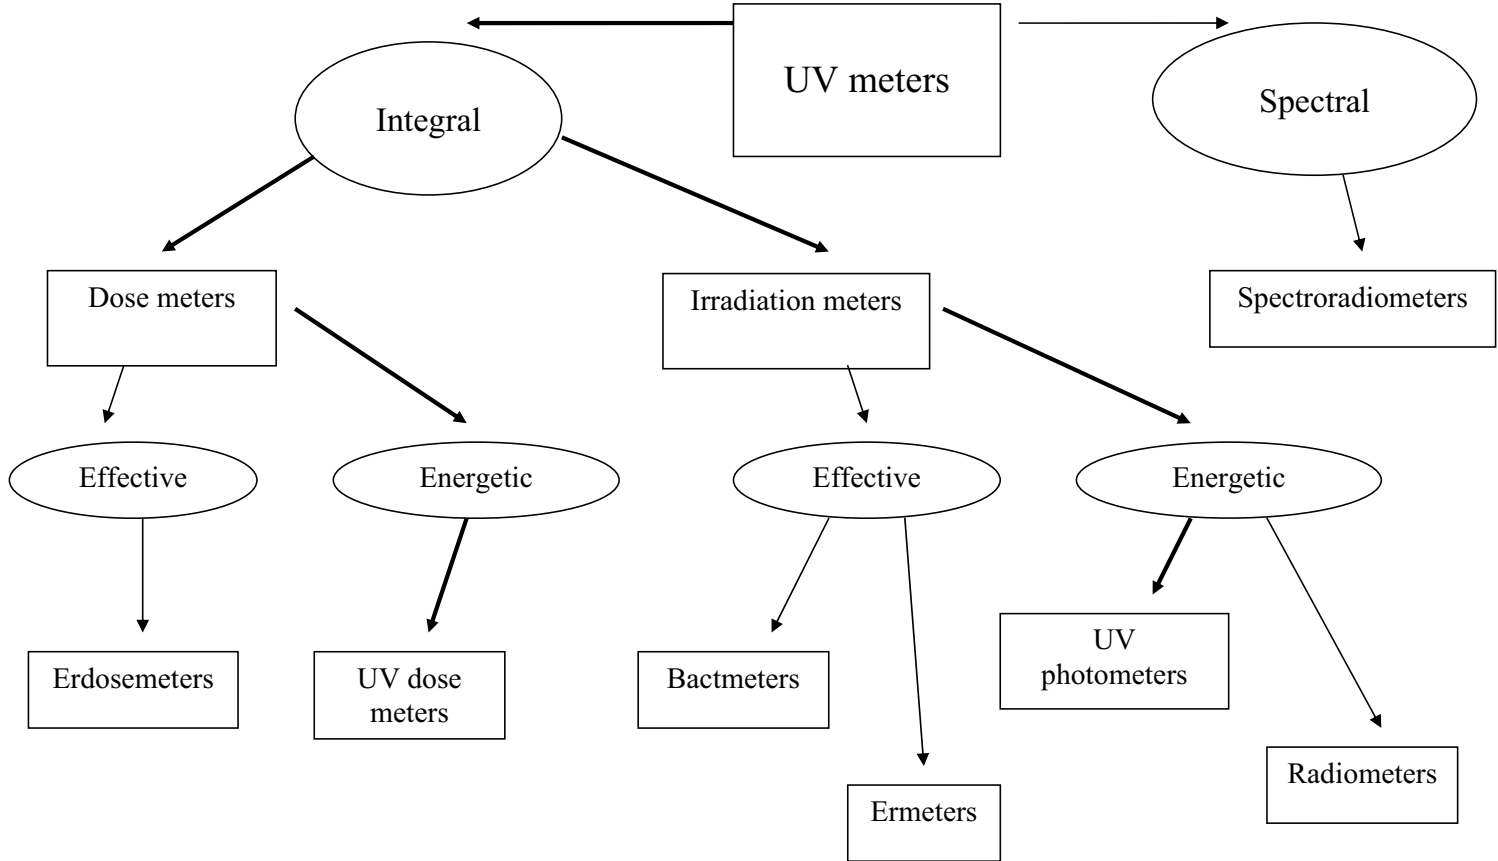 UV meters
Integral
Spectral
Dose meters
Irradiation meters
Spectroradiometers
Effective
Energetic
Effective
Energetic
Erdosemeters
UV dose
meters
Bactmeters
UV
photometers
Radiometers
Ermeters